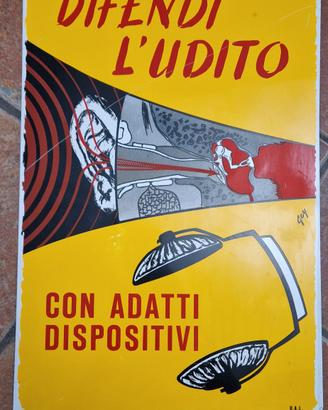 DIFENDI
L'UDITO
CON ADATTI
DISPOSITIVI